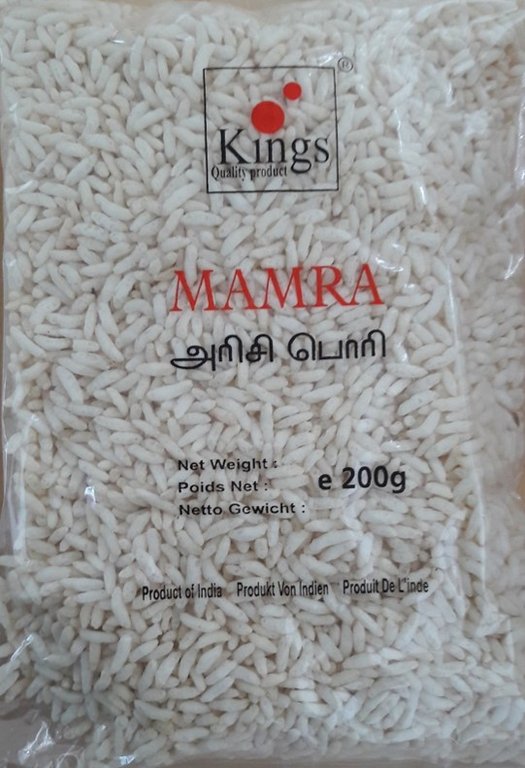 ®
Kings
Quality product
MAMRA
அரிசி பொரி
Net Weight :
Poids Net : e 200g
Netto Gewicht :
Product of India Produkt Von Indien Produit De L'inde